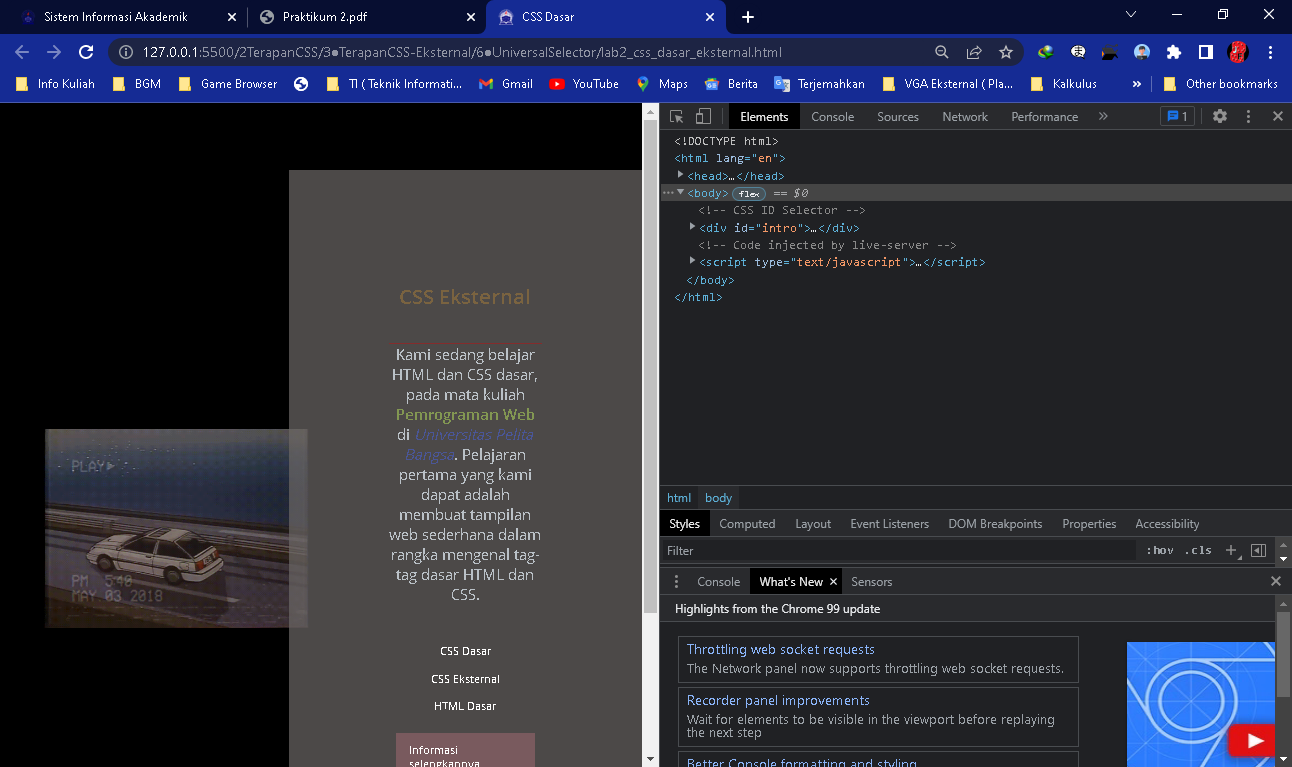 Sistem Informasi Akademik
Praktikum 2.pdf
CSS Dasar
127.0.0.1:5500/2TerapanCSS/3●TerapanCSS-Eksternal/6●UniversalSelector/lab2_css_dasar_eksternal.html
Info Kuliah
BGM
Game Browser
TI ( Teknik Informati...
Gmail
YouTube
Maps
Berita
Terjemahkan
VGA Eksternal ( Pla...
Kalkulus
»
Other bookmarks
CSS Eksternal
Kami sedang belajar
HTML dan CSS dasar,
pada mata kuliah
Pemrograman Web
di Universitas Pelita
Bangsa. Pelajaran
pertama yang kami
dapat adalah
membuat tampilan
web sederhana dalam
rangka mengenal tag-
tag dasar HTML dan
CSS.
PLAY
PM 5:40
MAY 03 2018
CSS Dasar
CSS Eksternal
HTML Dasar
Informasi
selengkapnya
Elements
Console
Sources
Network
Performance
»
1
<!DOCTYPE html>
<html lang="en">
<head>…</head>
<body> flex == $0
<!-- CSS ID Selector -->
<div id="intro">…</div>
<!-- Code injected by live-server -->
<script type="text/javascript">…</script>
</body>
</html>
html body
Styles
Computed
Layout
Event Listeners
DOM Breakpoints
Properties
Accessibility
Filter
:hov .cls +
Console
What's New
Sensors
Highlights from the Chrome 99 update
Throttling web socket requests
The Network panel now supports throttling web socket requests.
Recorder panel improvements
Wait for elements to be visible in the viewport before replaying
the next step
Better Console formatting and styling